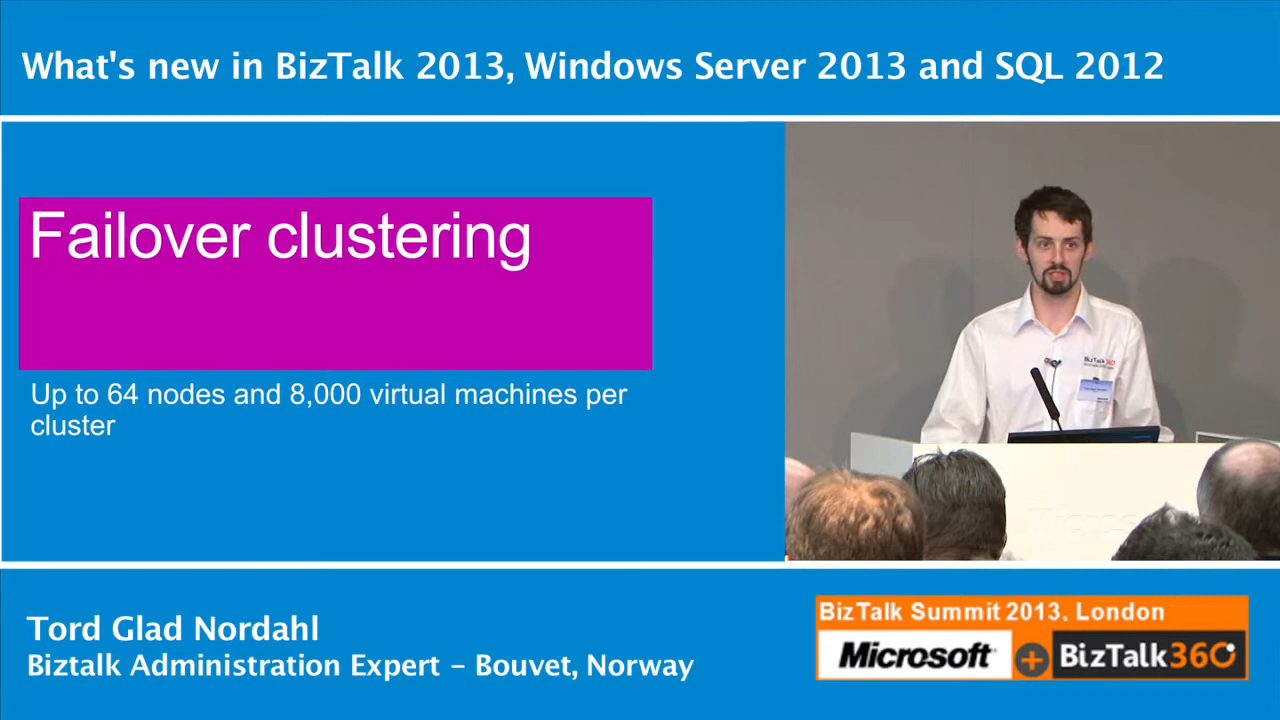 What's new in BizTalk 2013, Windows Server 2013 and SQL 2012
Failover clustering
Up to 64 nodes and 8,000 virtual machines per
cluster
BizTalk 360
Tord Glad Nordahl
Biztalk Administration Expert – Bouvet, Norway
BizTalk Summit 2013, London
Microsoft + BizTalk360